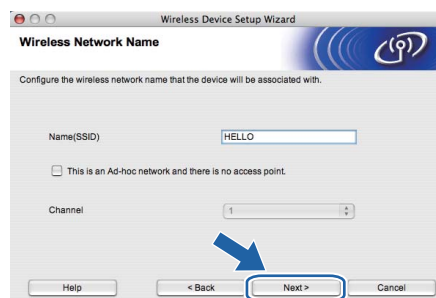 Wireless Device Setup Wizard
Wireless Network Name
Configure the wireless network name that the device will be associated with.
Name(SSID)
HELLO
This is an Ad-hoc network and there is no access point.
Channel
1
Help
< Back
Next >
Cancel